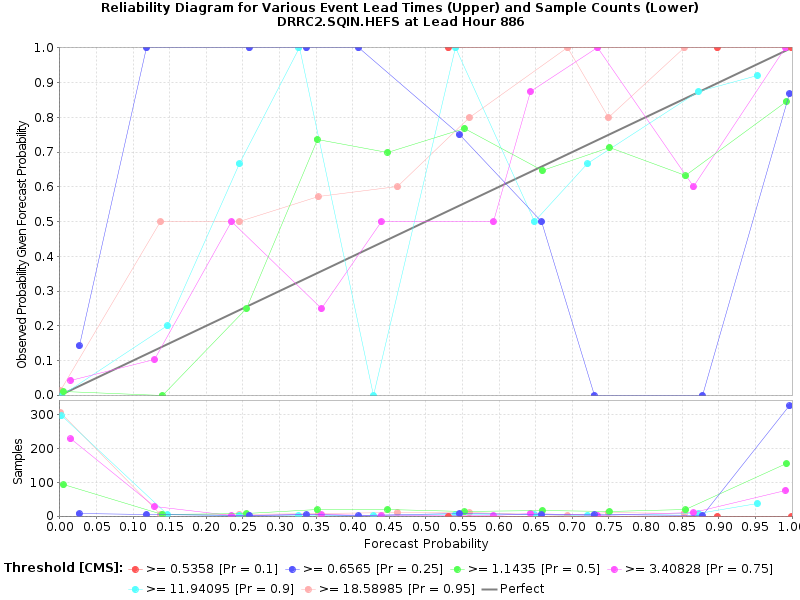 Reliability Diagram for Various Event Lead Times (Upper) and Sample Counts (Lower)
DRRC2.SQIN.HEFS at Lead Hour 886
Observed Probability Given Forecast Probability
1.0
0.9
0.8
0.7
0.6
0.5
0.4
0.3
0.2
0.1
0.0
Samples
300
200
100
0
0.00 0.05 0.10 0.15 0.20 0.25 0.30 0.35 0.40 0.45 0.50 0.55 0.60 0.65 0.70 0.75 0.80 0.85 0.90 0.95 1.00
Forecast Probability
Threshold [CMS]: >= 0.5358 [Pr = 0.1] >= 0.6565 [Pr = 0.25] >= 1.1435 [Pr = 0.5] >= 3.40828 [Pr = 0.75]
>= 11.94095 [Pr = 0.9] >= 18.58985 [Pr = 0.95] Perfect